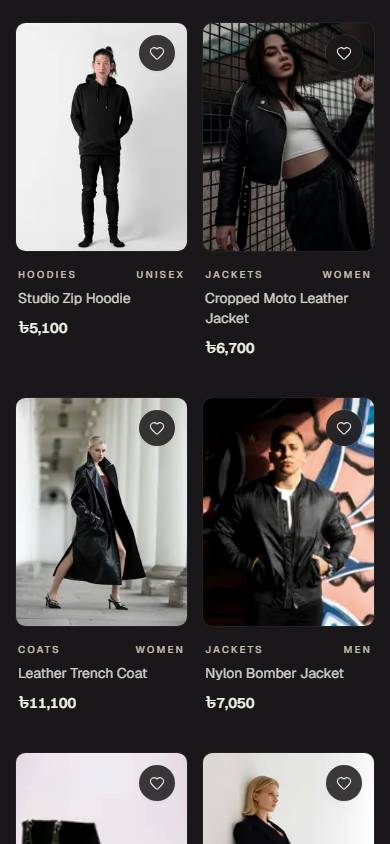 HOODIES UNISEX
Studio Zip Hoodie
৳5,100
JACKETS WOMEN
Cropped Moto Leather
Jacket
৳6,700
COATS WOMEN
Leather Trench Coat
৳11,100
JACKETS MEN
Nylon Bomber Jacket
৳7,050